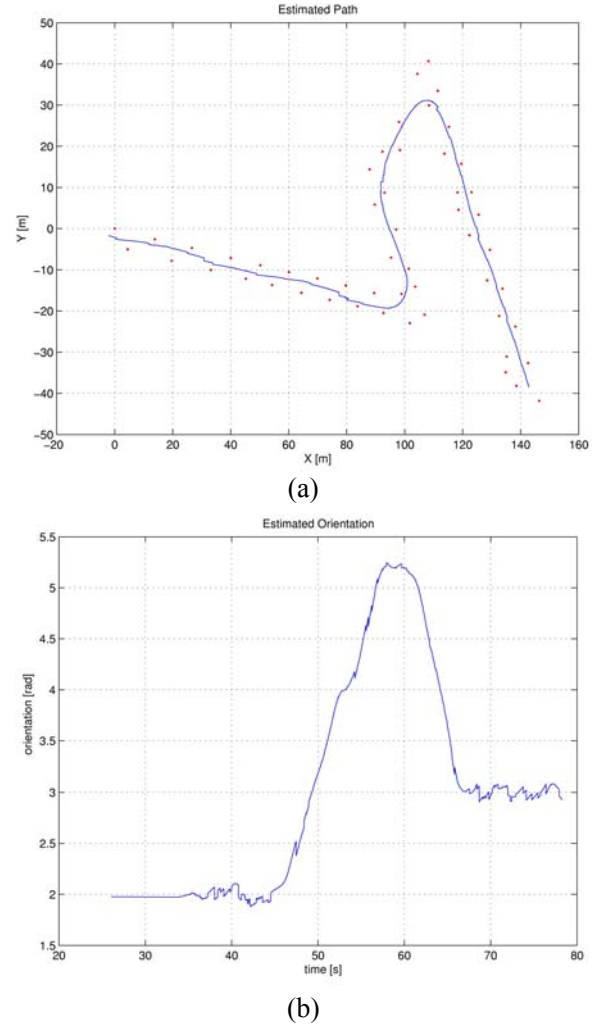 Estimated Path
50
40
30
20
10
0
−10
−20
−30
−40
−50
Y [m]
−20 0 20 40 60 80 100 120 140 160
X [m]
(a)
Estimated Orientation
5.5
5
4.5
4
3.5
3
2.5
2
1.5
orientation [rad]
20 30 40 50 60 70 80
time [s]
(b)